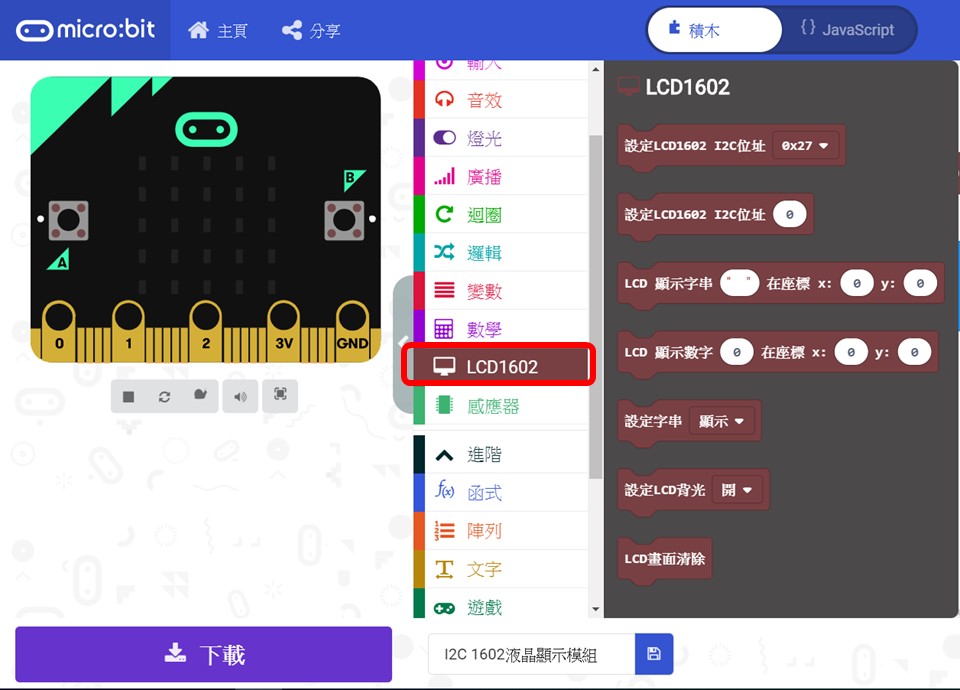 micro:bit 主頁 分享 積木 {} JavaScript
B
A
0 1 2 3V GND
下載
輸入
音效
燈光
廣播
迴圈
邏輯
變數
數學
LCD1602
感應器
進階
f(x) 函式
陣列
文字
遊戲
LCD1602
設定LCD1602 I2C位址 0x27
設定LCD1602 I2C位址 0
LCD 顯示字串 " " 在座標 x: 0 y: 0
LCD 顯示數字 0 在座標 x: 0 y: 0
設定字串 顯示
設定LCD背光 開
LCD畫面清除
I2C 1602液晶顯示模組